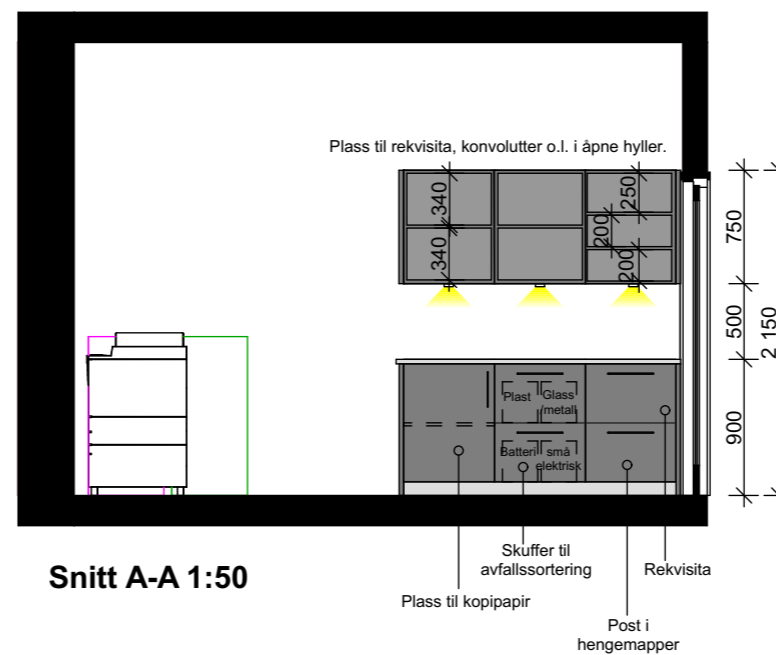 Plass til rekvisita, konvolutter o.l. i åpne hyller.
340
340
250
200
200
750
500
2 150
900
Plast
Glass
/metall
Batteri
små
elektrisk
Snitt A-A 1:50
Skuffer til
avfallssortering
Rekvisita
Plass til kopipapir
Post i
hengemapper